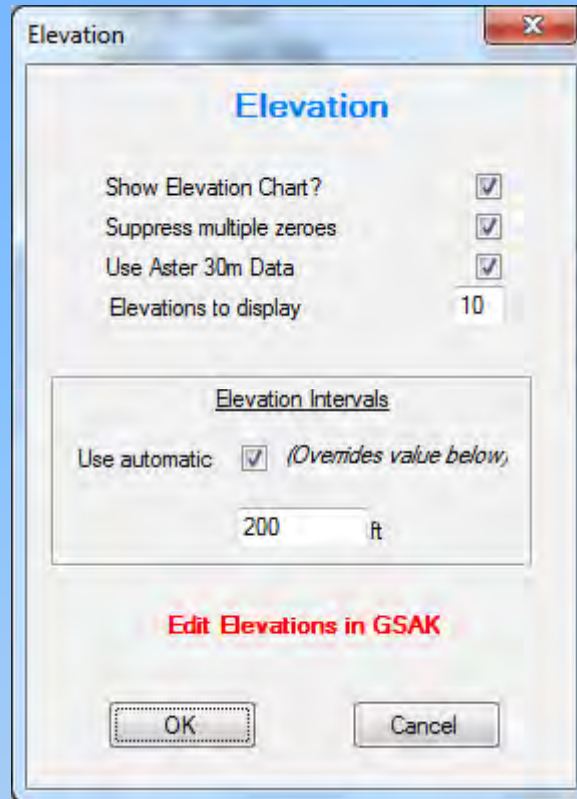 Elevation
Elevation
Show Elevation Chart?
Suppress multiple zeroes
Use Aster 30m Data
Elevations to display 10
Elevation Intervals
Use automatic (Overrides value below)
200 ft
Edit Elevations in GSAK
OK Cancel